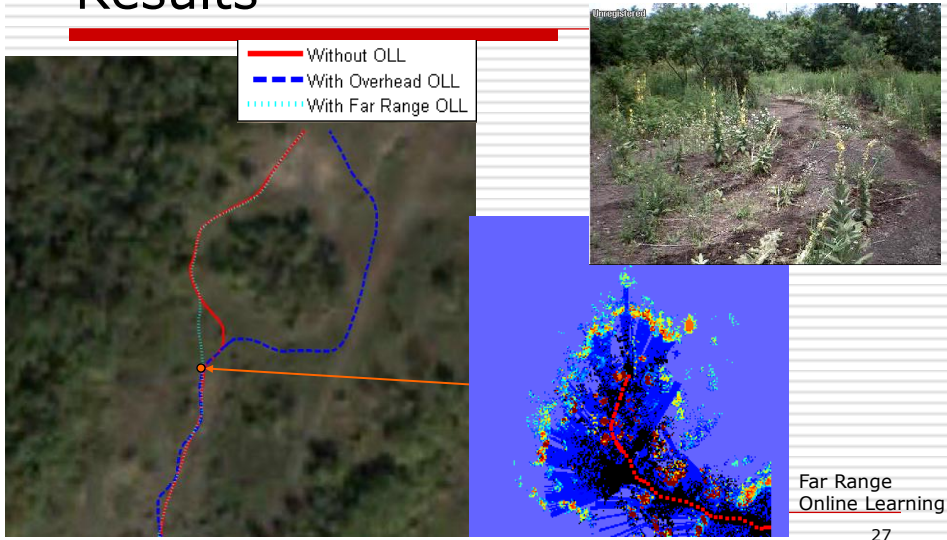 Results
Unregistered
Without OLL
With Overhead OLL
With Far Range OLL
Far Range
Online Learning
27